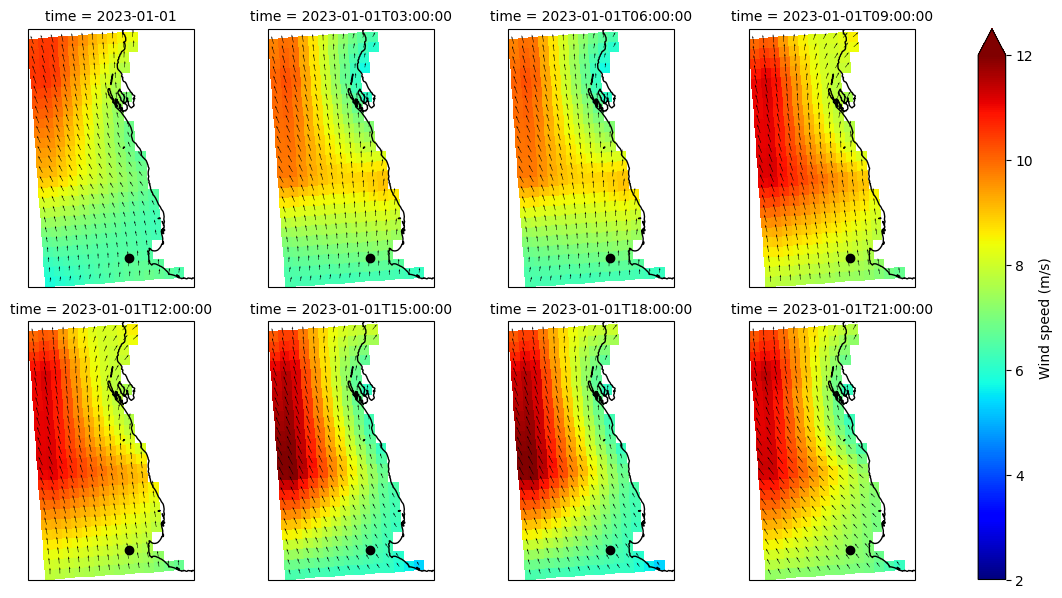 time = 2023-01-01
time = 2023-01-01T03:00:00
time = 2023-01-01T06:00:00
time = 2023-01-01T09:00:00
12
10
8
6
4
2
Wind speed (m/s)
time = 2023-01-01T12:00:00
time = 2023-01-01T15:00:00
time = 2023-01-01T18:00:00
time = 2023-01-01T21:00:00